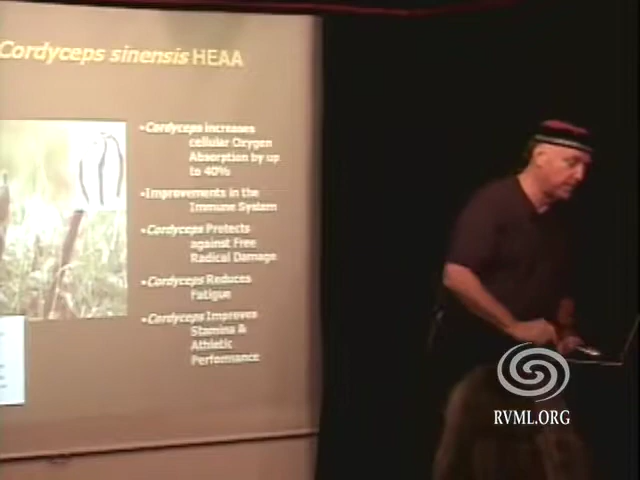 Cordyceps sinensis HEAA
•Cordyceps increases
cellular Oxygen
Absorption by up
to 40%
•Improvements in the
Immune System
•Cordyceps Protects
against Free
Radical Damage
•Cordyceps Reduces
Fatigue
•Cordyceps Improves
Stamina &
Athletic
Performance
RVML.ORG